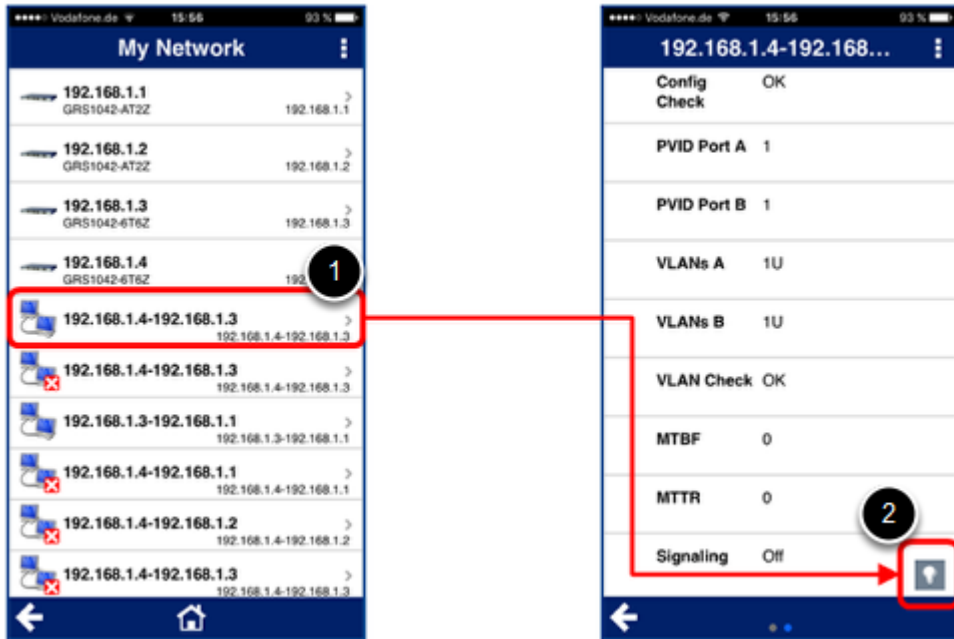 Vodafone.de 15:56 93 %
My Network
192.168.1.1
GRS1042-AT2Z 192.168.1.1
192.168.1.2
GRS1042-AT2Z 192.168.1.2
192.168.1.3
GRS1042-6T6Z 192.168.1.3
192.168.1.4
GRS1042-6T6Z 192
1
192.168.1.4-192.168.1.3
192.168.1.4-192.168.1.3
192.168.1.4-192.168.1.3
192.168.1.4-192.168.1.3
192.168.1.3-192.168.1.1
192.168.1.3-192.168.1.1
192.168.1.4-192.168.1.1
192.168.1.4-192.168.1.1
192.168.1.4-192.168.1.2
192.168.1.4-192.168.1.2
192.168.1.4-192.168.1.3
192.168.1.4-192.168.1.3
Vodafone.de 15:56 93 %
192.168.1.4-192.168...
Config OK
Check
PVID Port A 1
PVID Port B 1
VLANs A 1U
VLANs B 1U
VLAN Check OK
MTBF 0
MTTR 0
2
Signaling Off